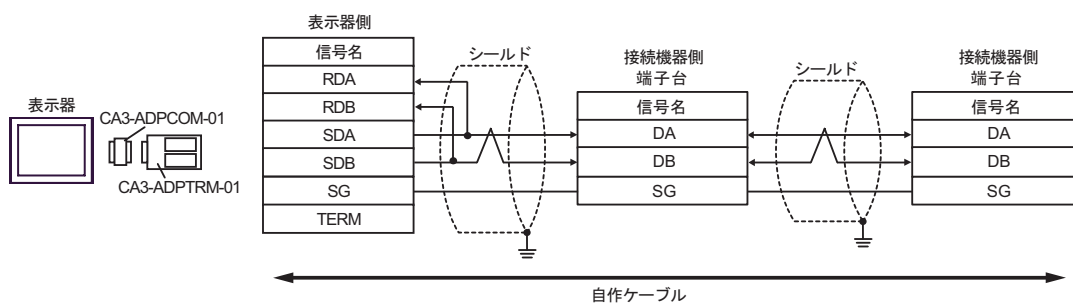 表示器
CA3-ADPCOM-01
CA3-ADPTRM-01
表示器側
信号名
RDA
RDB
SDA
SDB
SG
TERM
シールド
接続機器側
端子台
信号名
DA
DB
SG
シールド
接続機器側
端子台
信号名
DA
DB
SG
自作ケーブル